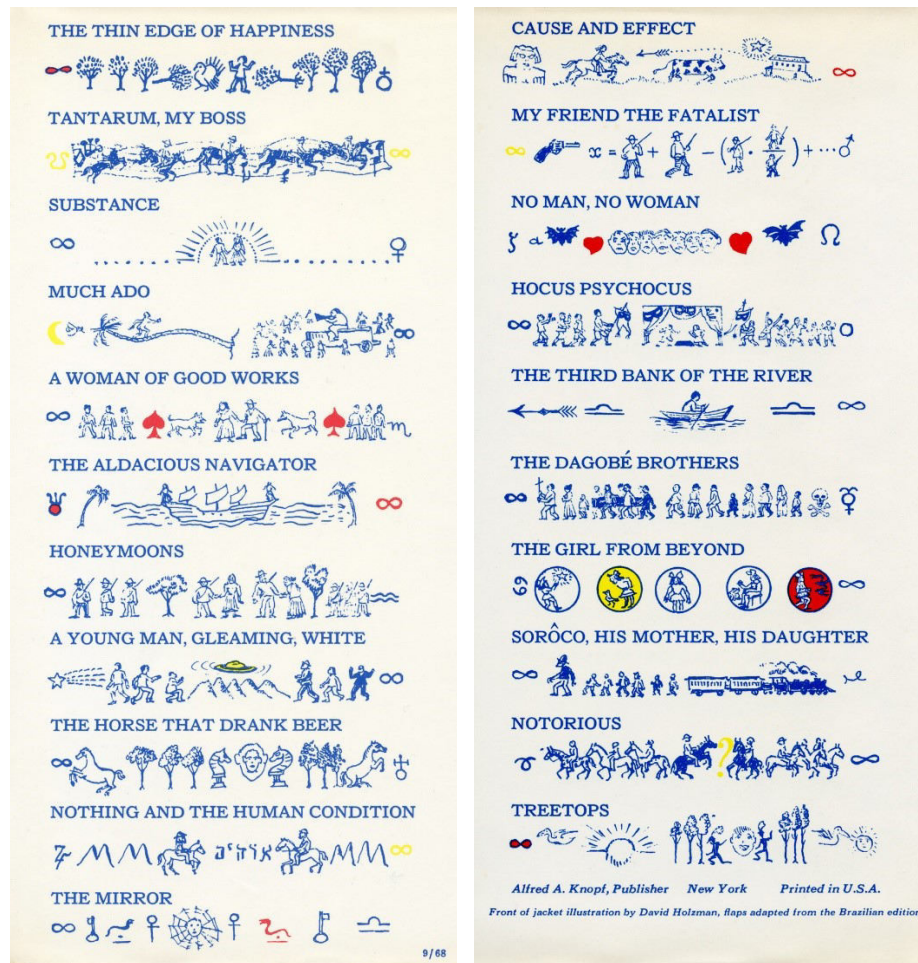 THE THIN EDGE OF HAPPINESS
TANTARUM, MY BOSS
SUBSTANCE
MUCH ADO
A WOMAN OF GOOD WORKS
THE ALDACIOUS NAVIGATOR
HONEYMOONS
A YOUNG MAN, GLEAMING, WHITE
THE HORSE THAT DRANK BEER
NOTHING AND THE HUMAN CONDITION
THE MIRROR
9/68
CAUSE AND EFFECT
MY FRIEND THE FATALIST
x = + - ( · ) + ...
NO MAN, NO WOMAN
HOCUS PSYCHOCUS
THE THIRD BANK OF THE RIVER
THE DAGOBÉ BROTHERS
THE GIRL FROM BEYOND
SORÔCO, HIS MOTHER, HIS DAUGHTER
NOTORIOUS
?
TREETOPS
Alfred A. Knopf, Publisher New York Printed in U.S.A.
Front of jacket illustration by David Holzman, flaps adapted from the Brazilian edition